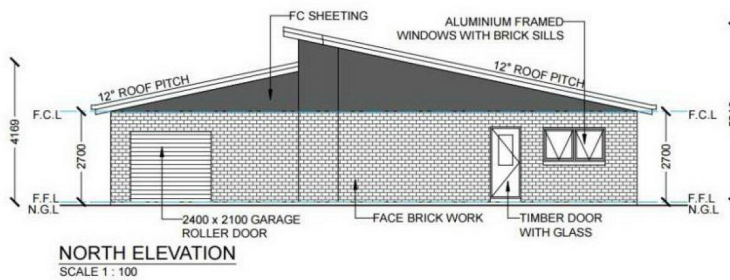 FC SHEETING
ALUMINIUM FRAMED
WINDOWS WITH BRICK SILLS
12° ROOF PITCH
12° ROOF PITCH
F.C.L
F.C.L
4169
2700
2700
F.F.L
N.G.L
F.F.L
N.G.L
2400 x 2100 GARAGE
ROLLER DOOR
FACE BRICK WORK
TIMBER DOOR
WITH GLASS
NORTH ELEVATION
SCALE 1 : 100